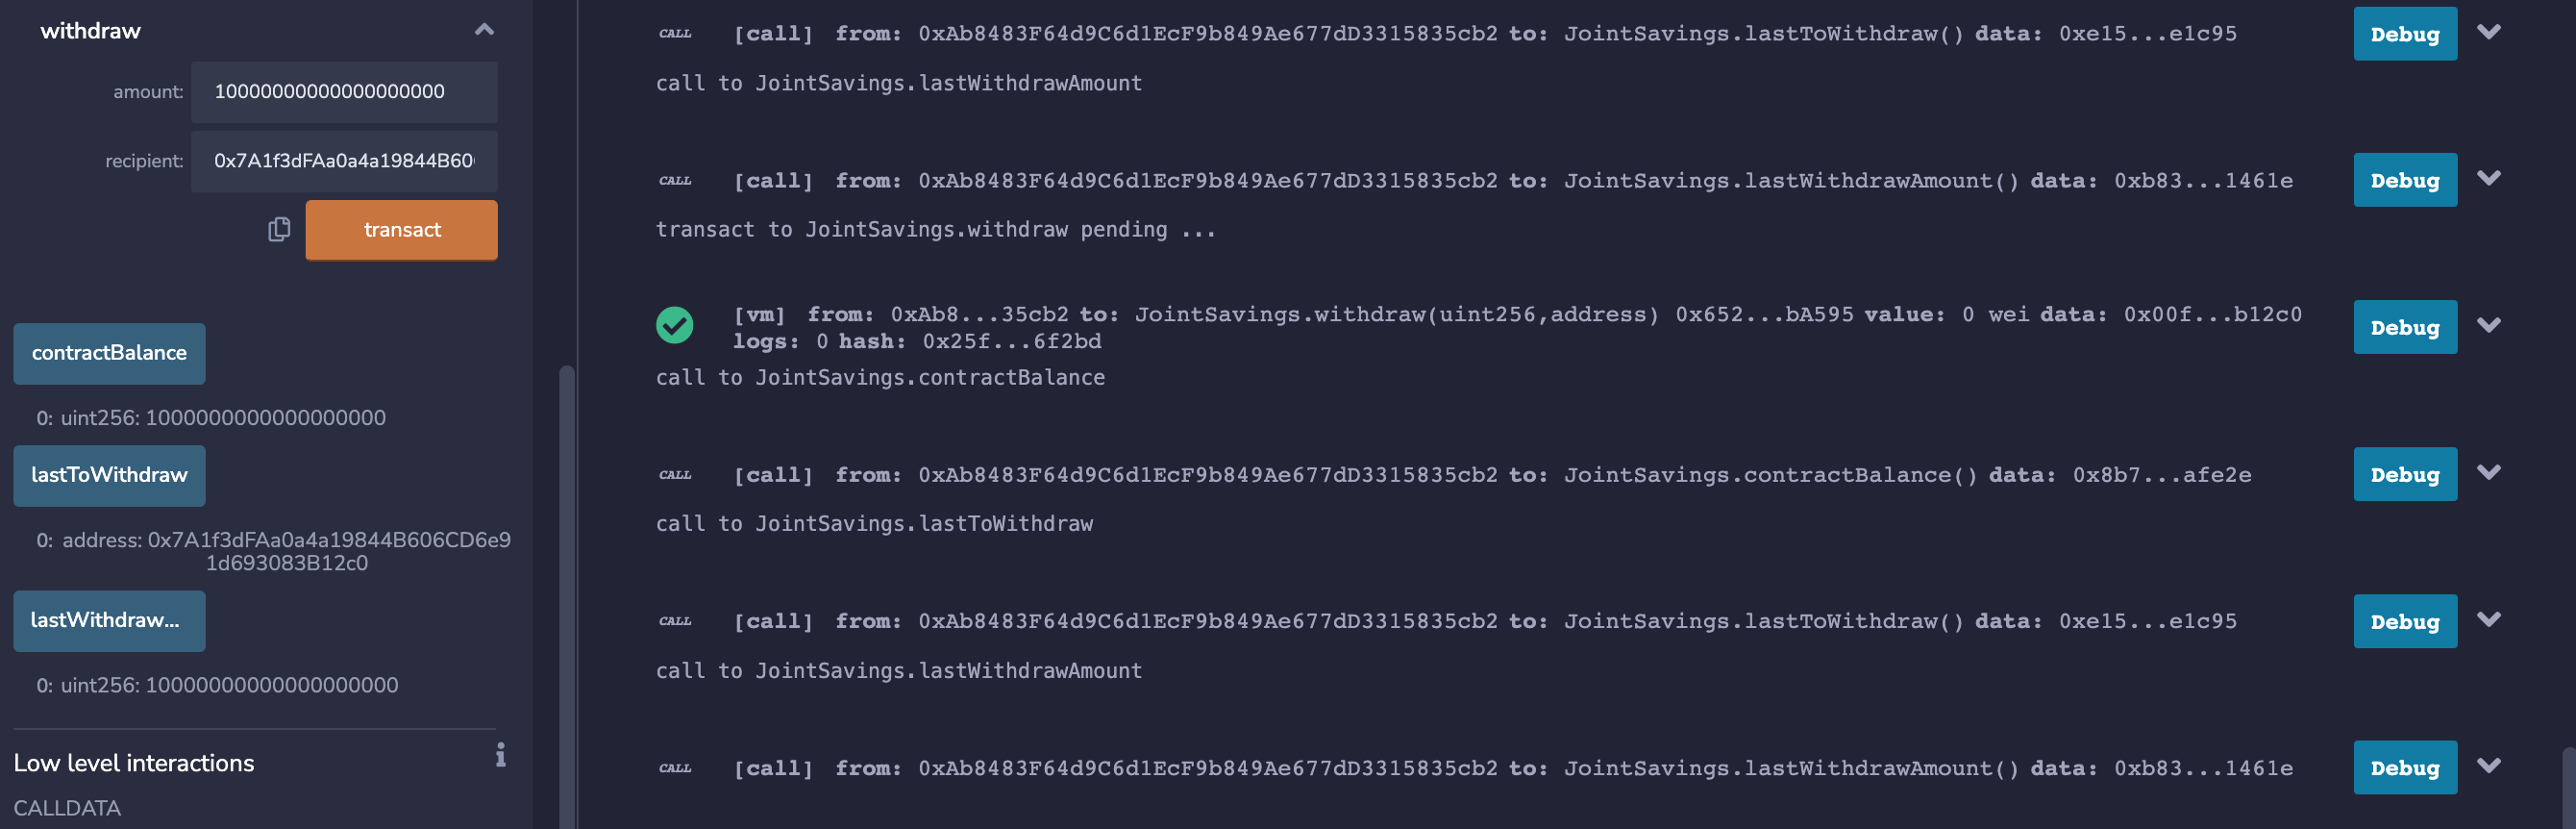 withdraw
amount: 10000000000000000000
recipient: 0x7A1f3dFAa0a4a19844B60
transact
contractBalance
0: uint256: 1000000000000000000
lastToWithdraw
0: address: 0x7A1f3dFAa0a4a19844B606CD6e9
1d693083B12c0
lastWithdraw...
0: uint256: 10000000000000000000
Low level interactions
i
CALLDATA
CALL [call] from: 0xAb8483F64d9C6d1EcF9b849Ae677dD3315835cb2 to: JointSavings.lastToWithdraw() data: 0xe15...e1c95 Debug
call to JointSavings.lastWithdrawAmount
CALL [call] from: 0xAb8483F64d9C6d1EcF9b849Ae677dD3315835cb2 to: JointSavings.lastWithdrawAmount() data: 0xb83...1461e Debug
transact to JointSavings.withdraw pending ...
[vm] from: 0xAb8...35cb2 to: JointSavings.withdraw(uint256,address) 0x652...bA595 value: 0 wei data: 0x00f...b12c0 Debug
logs: 0 hash: 0x25f...6f2bd
call to JointSavings.contractBalance
CALL [call] from: 0xAb8483F64d9C6d1EcF9b849Ae677dD3315835cb2 to: JointSavings.contractBalance() data: 0x8b7...afe2e Debug
call to JointSavings.lastToWithdraw
CALL [call] from: 0xAb8483F64d9C6d1EcF9b849Ae677dD3315835cb2 to: JointSavings.lastToWithdraw() data: 0xe15...e1c95 Debug
call to JointSavings.lastWithdrawAmount
CALL [call] from: 0xAb8483F64d9C6d1EcF9b849Ae677dD3315835cb2 to: JointSavings.lastWithdrawAmount() data: 0xb83...1461e Debug